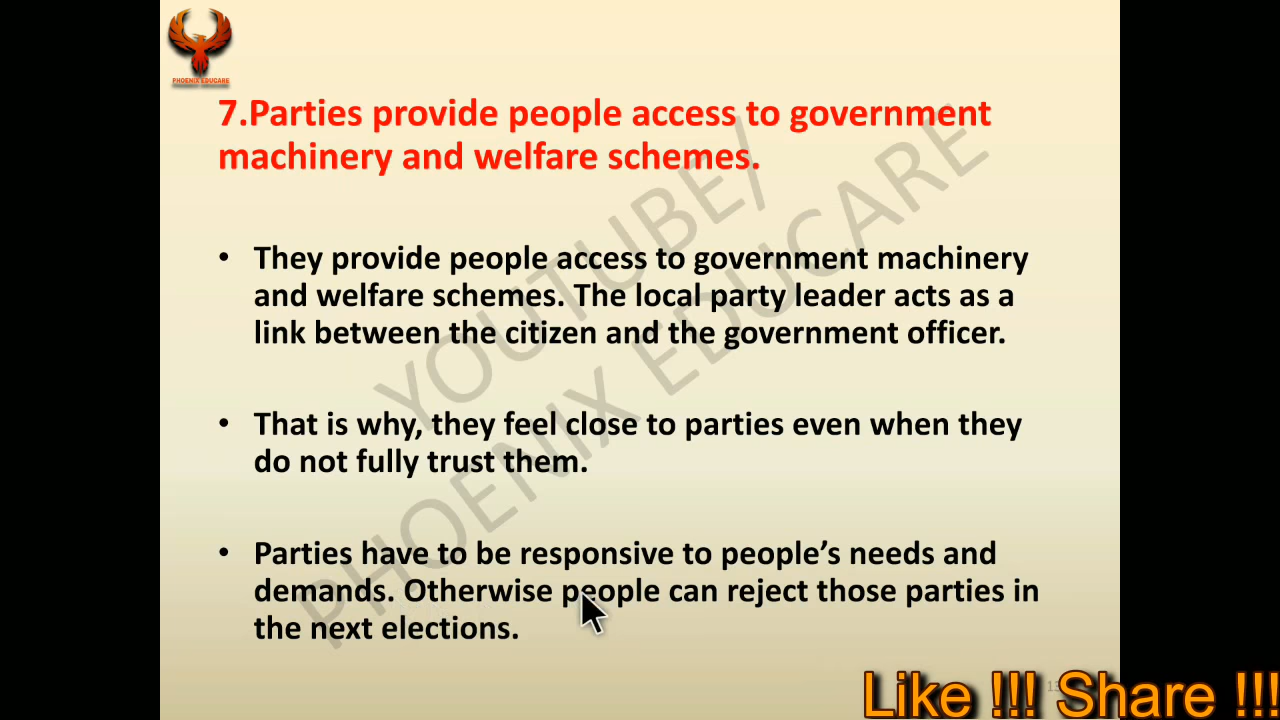 PHOENIX EDUCARE
7.Parties provide people access to government
machinery and welfare schemes.
• They provide people access to government machinery
and welfare schemes. The local party leader acts as a
link between the citizen and the government officer.
• That is why, they feel close to parties even when they
do not fully trust them.
• Parties have to be responsive to people’s needs and
demands. Otherwise people can reject those parties in
the next elections.
YOUTUBE/
PHOENIX EDUCARE
Like !!! Share !!!